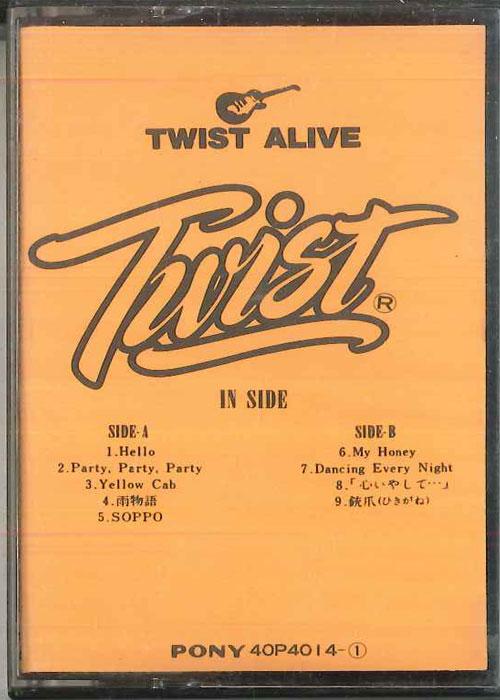 TWIST ALIVE
Twist®
IN SIDE
SIDE-A
1.Hello
2.Party, Party, Party
3.Yellow Cab
4.雨物語
5.SOPPO
SIDE-B
6.My Honey
7.Dancing Every Night
8.「心いやして…」
9.銃爪(ひきがね)
PONY 40P4014-①